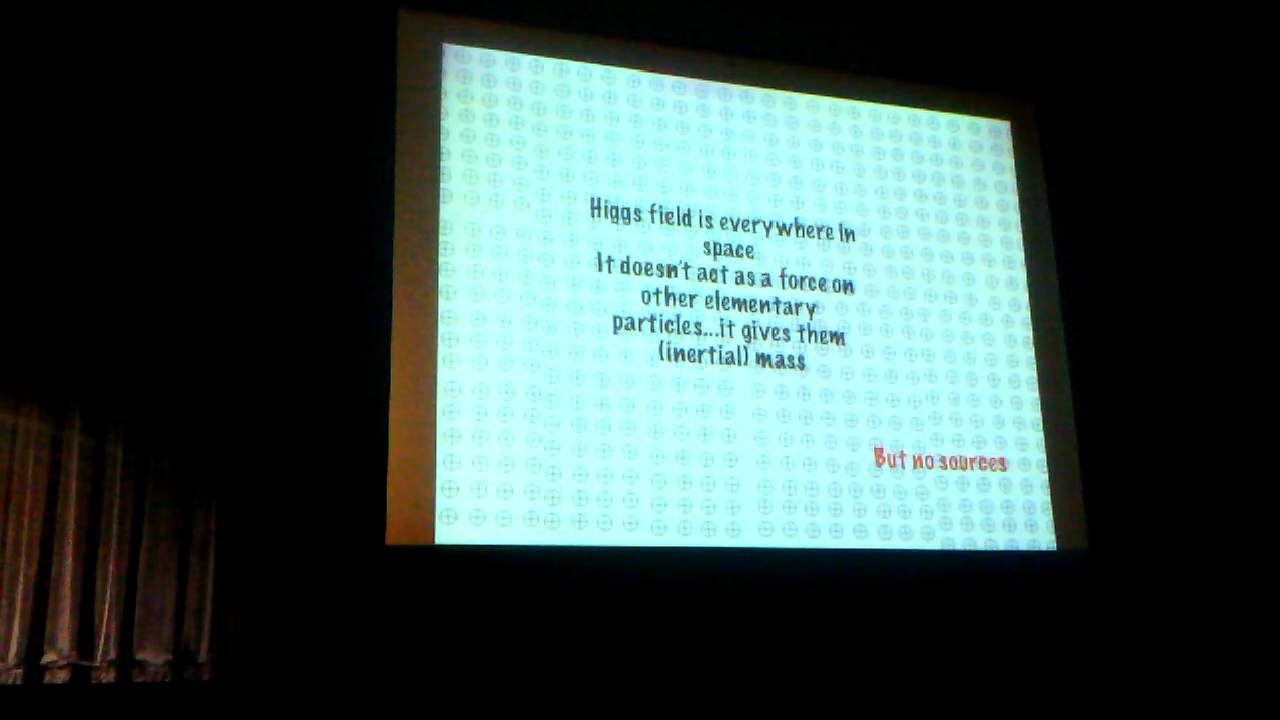 Higgs field is everywhere in
space
It doesn't act as a force on
other elementary
particles...it gives them
(inertial) mass
But no sources